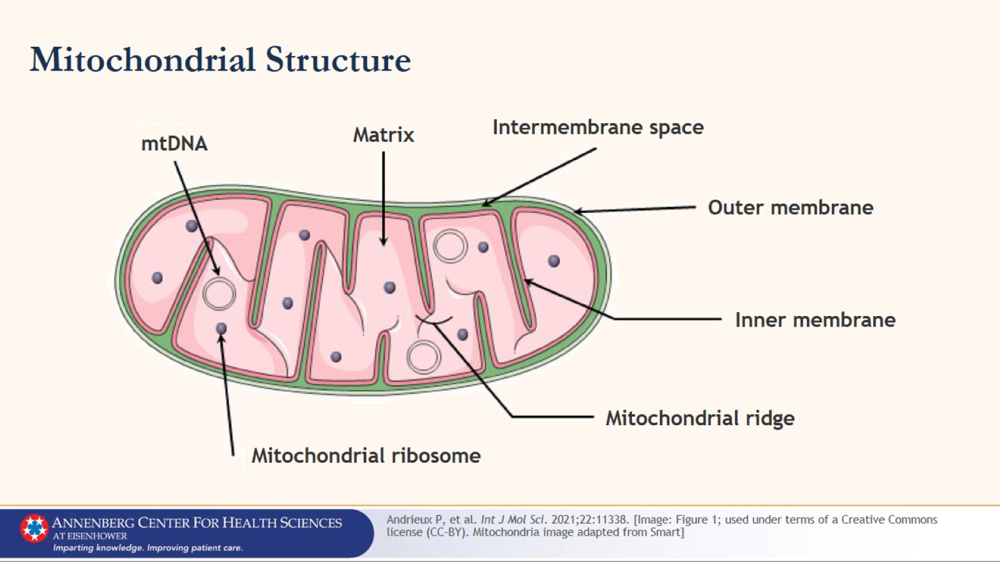 Mitochondrial Structure
mtDNA
Matrix
Intermembrane space
Outer membrane
Inner membrane
Mitochondrial ridge
Mitochondrial ribosome
ANNENBERG CENTER FOR HEALTH SCIENCES
AT EISENHOWER
Imparting knowledge. Improving patient care.
Andrieux P, et al. Int J Mol Sci. 2021;22:11338. [Image: Figure 1; used under terms of a Creative Commons
license (CC-BY). Mitochondria image adapted from Smart]